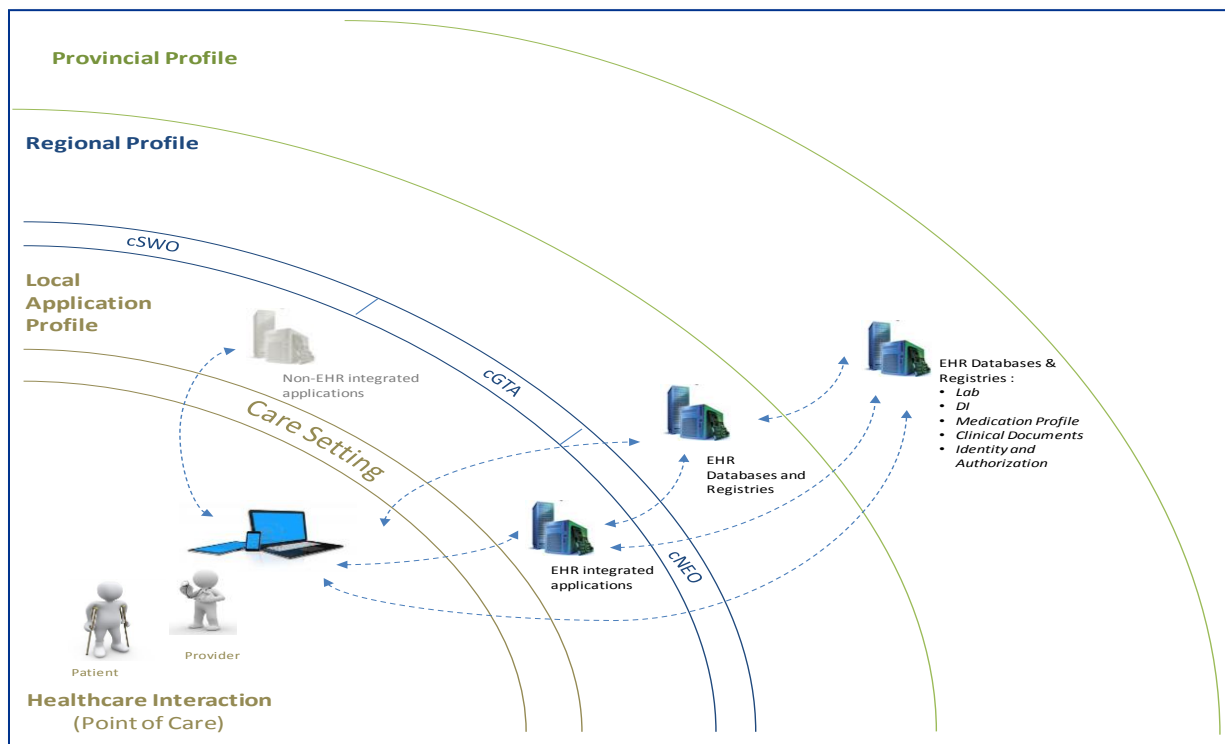 Provincial Profile
Regional Profile
cSWO
Local
Application
Profile
Non-EHR integrated
applications
cGTA
Care Setting
EHR Databases &
Registries :
• Lab
• DI
• Medication Profile
• Clinical Documents
• Identity and
Authorization
EHR
Databases and
Registries
EHR integrated
applications
cNEO
Provider
Patient
Healthcare Interaction
(Point of Care)